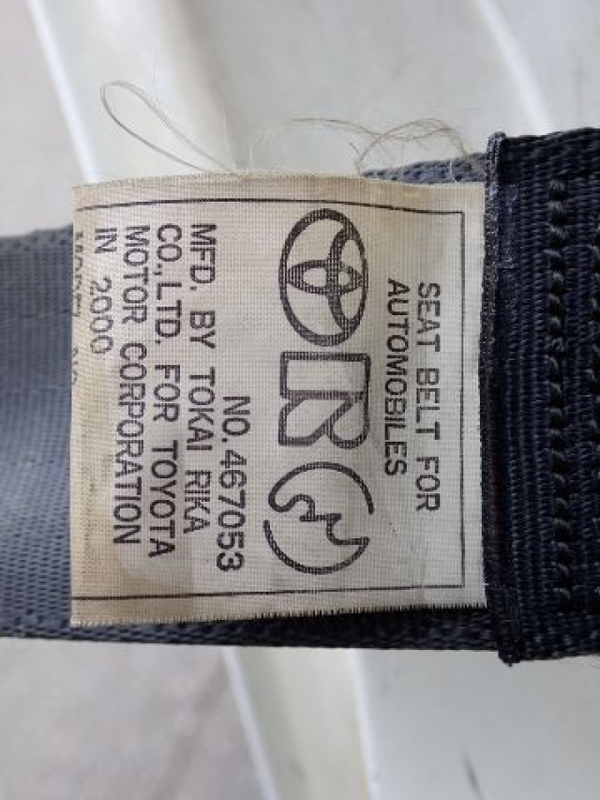 SEAT BELT FOR
AUTOMOBILES
R
NO. 467053
MFD. BY TOKAI RIKA
CO., LTD. FOR TOYOTA
MOTOR CORPORATION
IN 2000